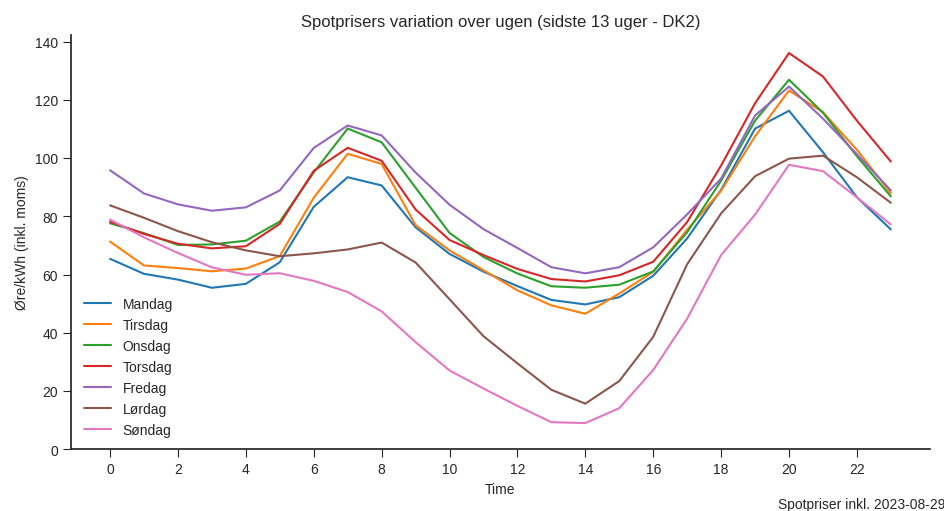 Spotprisers variation over ugen (sidste 13 uger - DK2)
Øre/kWh (inkl. moms)
140
120
100
80
60
40
20
0
Mandag
Tirsdag
Onsdag
Torsdag
Fredag
Lørdag
Søndag
0 2 4 6 8 10 12 14 16 18 20 22
Time
Spotpriser inkl. 2023-08-29